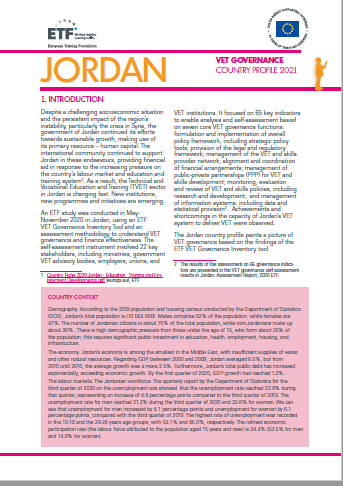 ETF
Working together
Learning for life
European Training Foundation
JORDAN
VET GOVERNANCE
COUNTRY PROFILE 2021
1. INTRODUCTION
Despite a challenging socioeconomic situation
and the persistent impact of the region's
instability, particularly the crisis in Syria, the
government of Jordan continued its efforts
towards sustainable growth, making use of
its primary resource – human capital. The
international community continued to support
Jordan in these endeavours, providing financial
aid in response to the increasing pressure on
the country's labour market and education and
training system¹. As a result, the Technical and
Vocational Education and Training (TVET) sector
in Jordan is changing fast. New institutions,
new programmes and initiatives are emerging.
An ETF study was conducted in May-
November 2020 in Jordan, using an ETF
VET Governance Inventory Tool and an
assessment methodology to understand VET
governance and finance effectiveness. The
self-assessment instrument involved 22 key
stakeholders, including ministries, government
VET advisory bodies, employers, unions, and
1 Country Fiche 2020 Jordan - Education, Training and Em-
ployment Developments.pdf (europa.eu), ETF
VET institutions. It focused on 65 key indicators
to enable analysis and self-assessment based
on seven core VET governance functions:
formulation and implementation of overall
policy framework, including strategic policy
tools; provision of the legal and regulatory
framework; management of the VET and skills
provider network; alignment and coordination
of financial arrangements; management of
public-private partnerships (PPP) for VET and
skills development; monitoring, evaluation
and review of VET and skills policies, including
research and development; and management
of information systems, including data and
statistical provision². Achievements and
shortcomings in the capacity of Jordan's VET
system to deliver VET were observed.
The Jordan country profile paints a picture of
VET governance based on the findings of the
ETF VET Governance Inventory tool.
2 The results of the assessment on 65 governance indica-
tors are presented in the VET governance self-assessment
results in Jordan: Assessment Report, 2020 ETF.
COUNTRY CONTEXT
Demography. According to the 2019 population and housing census conducted by the Department of Statistics
(DOS), Jordan's total population is (10 554 000). Males comprise 52% of the population, while females are
47%. The number of Jordanian citizens is about 70% of the total population, while non-Jordanians make up
about 30%. There is high demographic pressure from those under the age of 15, who form about 35% of
the population; this requires significant investment in education, health, employment, housing, and
infrastructure.
The economy. Jordan's economy is among the smallest in the Middle East, with insufficient supplies of water
and other natural resources. Regarding GDP, between 2000 and 2009, Jordan averaged 6.5%, but from
2010 until 2016, the average growth was a mere 2.5%. Furthermore, Jordan's total public debt has increased
exponentially, exceeding economic growth. By the first quarter of 2020, GDP growth had reached 1.3%.
The labour markets. The Jordanian workforce. The quarterly report by the Department of Statistics for the
third quarter of 2020 on the unemployment rate showed that the unemployment rate reached 23.9% during
that quarter, representing an increase of 4.8 percentage points compared to the third quarter of 2019. The
unemployment rate for men reached 21.2% during the third quarter of 2020 and 33.6% for women. We can
see that unemployment for men increased by 4.1 percentage points and unemployment for women by 6.1
percentage points, compared with the third quarter of 2019. The highest rate of unemployment was recorded
in the 15-19 and the 20-24 years age groups, with 53.1% and 45.0%, respectively. The refined economic
participation rate (the labour force attributed to the population aged 15 years and over) is 34.4% (53.5% for men
and 14.9% for women).